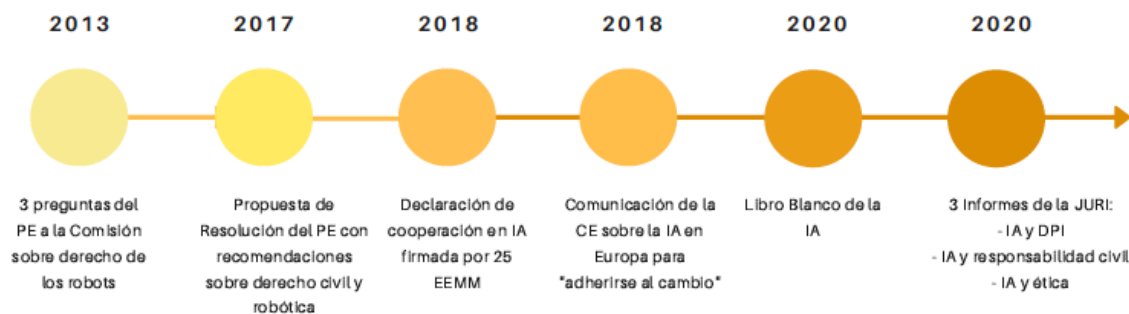 2013
3 preguntas del
PE a la Comisión
sobre derecho de
los robots
2017
Propuesta de
Resolución del PE con
recomendaciones
sobre derecho civil y
robótica
2018
Declaración de
cooperación en IA
firmada por 25
EEMM
2018
Comunicación de la
CE sobre la IA en
Europa para
"adherirse al cambio"
2020
Libro Blanco de la
IA
2020
3 Informes de la JURI:
- IA y DPI
- IA y responsabilidad civil
- IA y ética